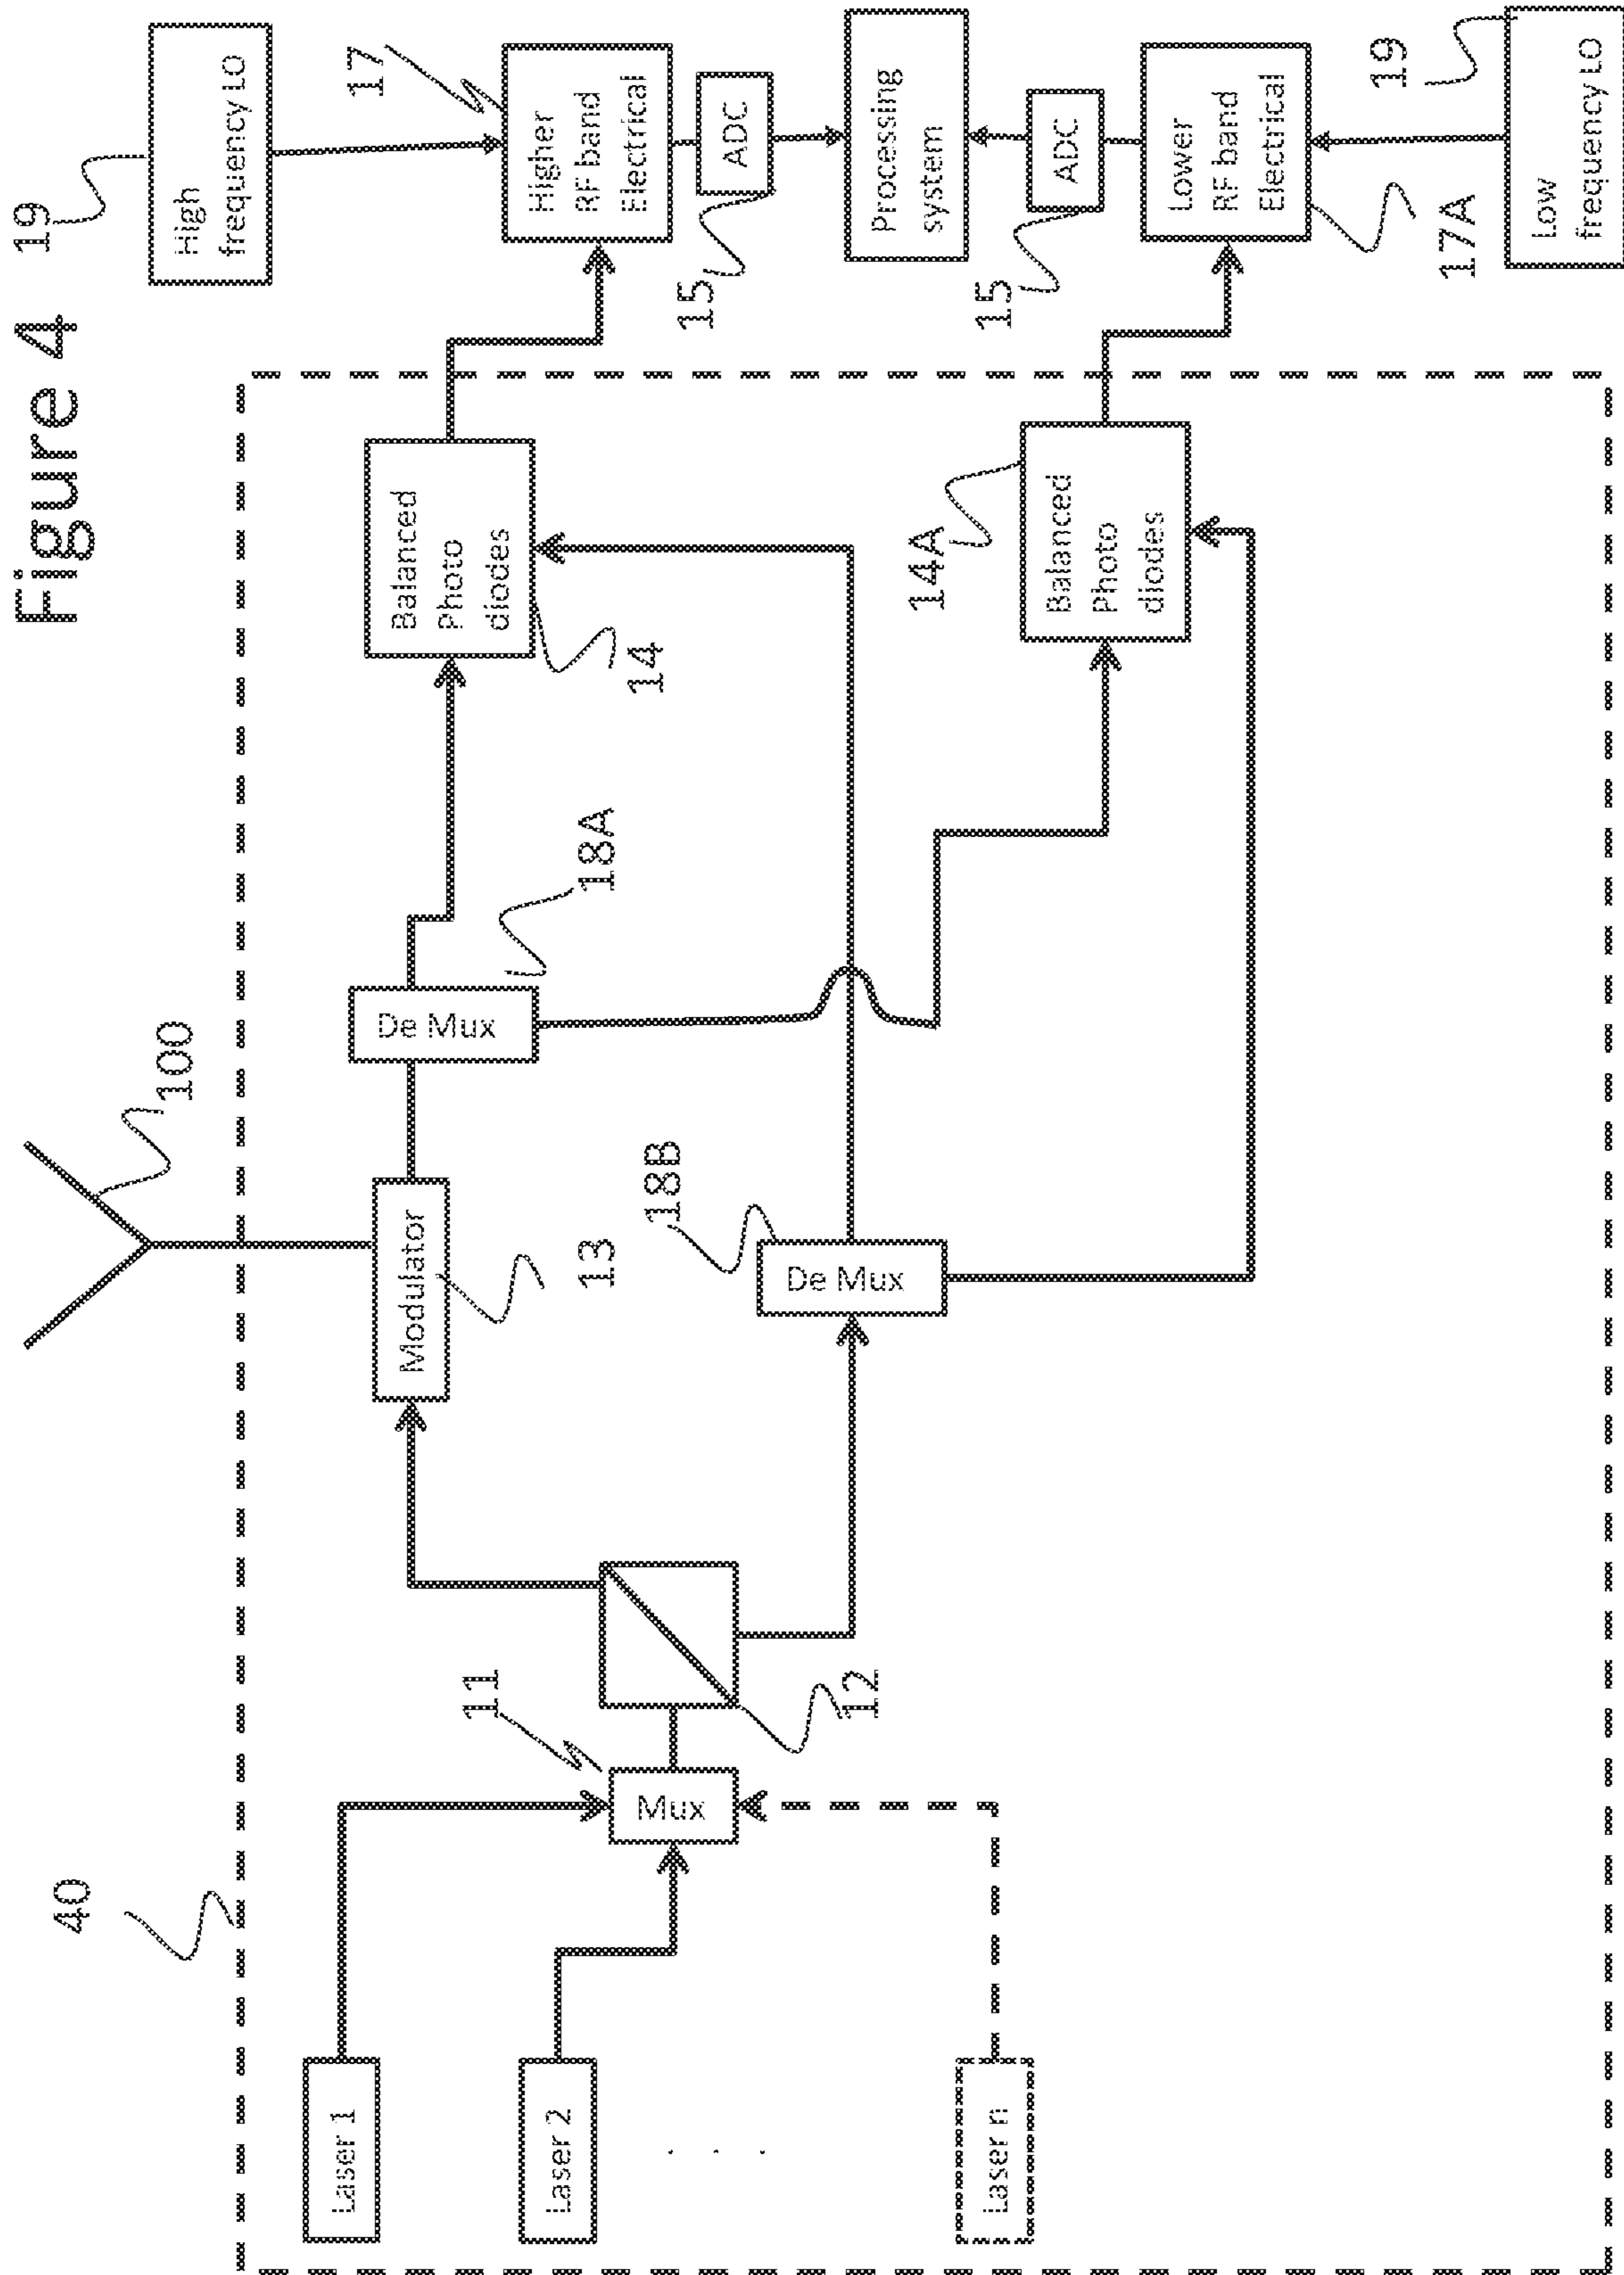 Figure 4
40
100
19
High
frequency LO
Laser 1
Modulator
De Mux
18A
Balanced
Photo
diodes
14
17
Higher
RF band
Electrical
11
13
15
ADC
Laser 2
Mux
12
18B
De Mux
Processing
system
. . .
14A
Balanced
Photo
diodes
15
ADC
Laser n
Lower
RF band
Electrical
17A
19
Low
frequency LO